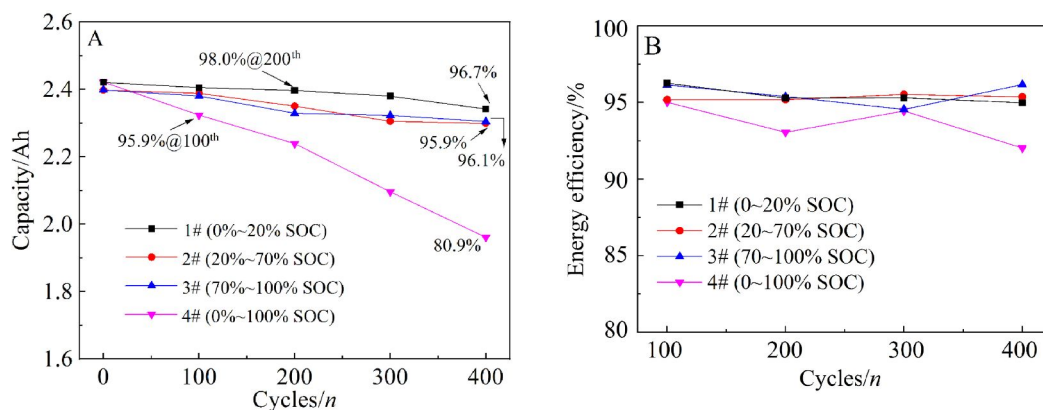 A
Capacity/Ah
2.6
2.4
2.2
2.0
1.8
1.6
98.0%@200th
96.7%
95.9%@100th
95.9%
96.1%
80.9%
1# (0%~20% SOC)
2# (20%~70% SOC)
3# (70%~100% SOC)
4# (0%~100% SOC)
0 100 200 300 400
Cycles/n
B
Energy efficiency/%
100
95
90
85
80
1# (0~20% SOC)
2# (20~70% SOC)
3# (70~100% SOC)
4# (0~100% SOC)
100 200 300 400
Cycles/n